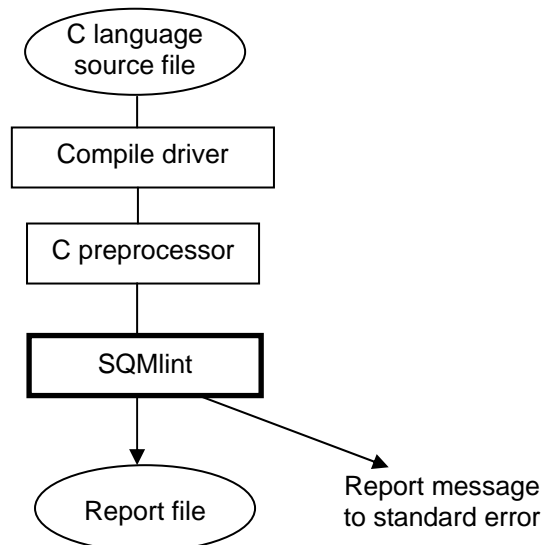 C language
source file
Compile driver
C preprocessor
SQMlint
Report file
Report message
to standard error